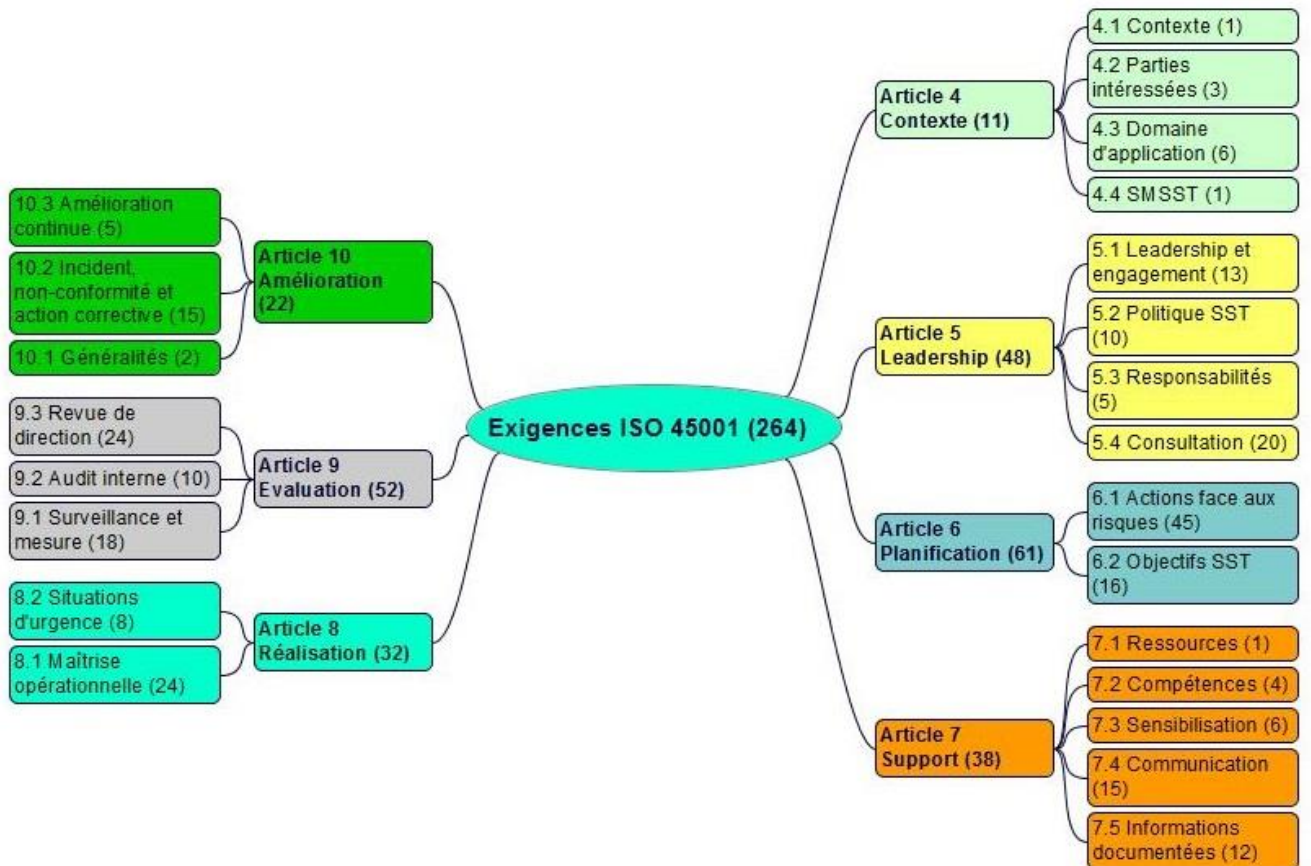 Exigences ISO 45001 (264)
Article 4
Contexte (11)
4.1 Contexte (1)
4.2 Parties
intéressées (3)
4.3 Domaine
d'application (6)
4.4 SMSST (1)
Article 5
Leadership (48)
5.1 Leadership et
engagement (13)
5.2 Politique SST
(10)
5.3 Responsabilités
(5)
5.4 Consultation (20)
Article 6
Planification (61)
6.1 Actions face aux
risques (45)
6.2 Objectifs SST
(16)
Article 7
Support (38)
7.1 Ressources (1)
7.2 Compétences (4)
7.3 Sensibilisation (6)
7.4 Communication
(15)
7.5 Informations
documentées (12)
Article 10
Amélioration
(22)
10.3 Amélioration
continue (5)
10.2 Incident,
non-conformité et
action corrective (15)
10.1 Généralités (2)
Article 9
Evaluation (52)
9.3 Revue de
direction (24)
9.2 Audit interne (10)
9.1 Surveillance et
mesure (18)
Article 8
Réalisation (32)
8.2 Situations
d'urgence (8)
8.1 Maîtrise
opérationnelle (24)